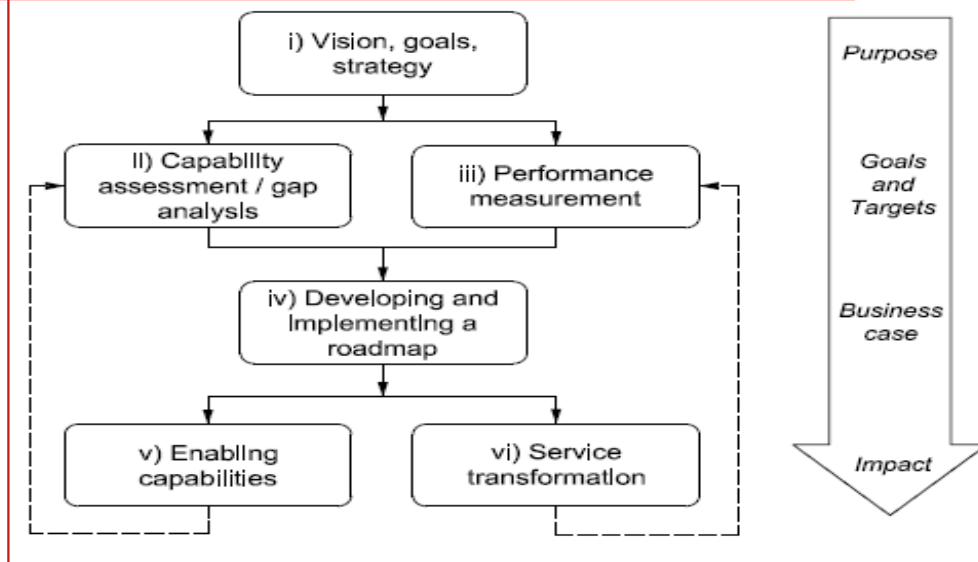 i) Vision, goals,
strategy
Purpose
ii) Capability
assessment / gap
analysis
iii) Performance
measurement
Goals
and
Targets
iv) Developing and
implementing a
roadmap
Business
case
v) Enabling
capabilities
vi) Service
transformation
Impact